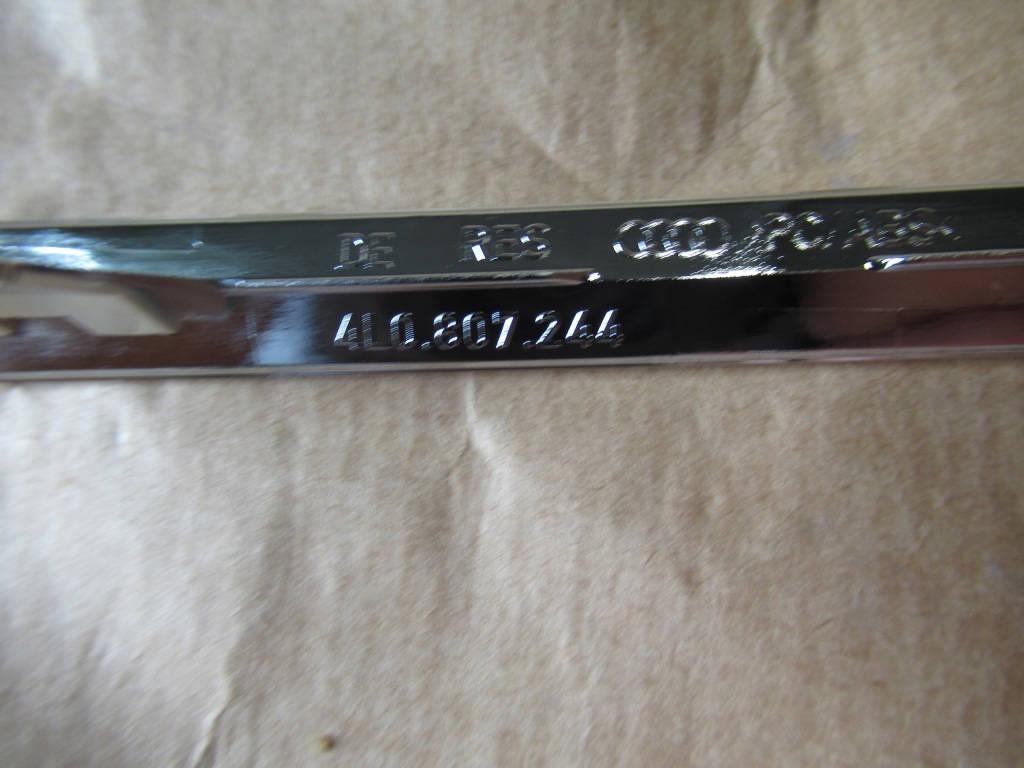 DE RES >PC/ABS<
4L0.807.244